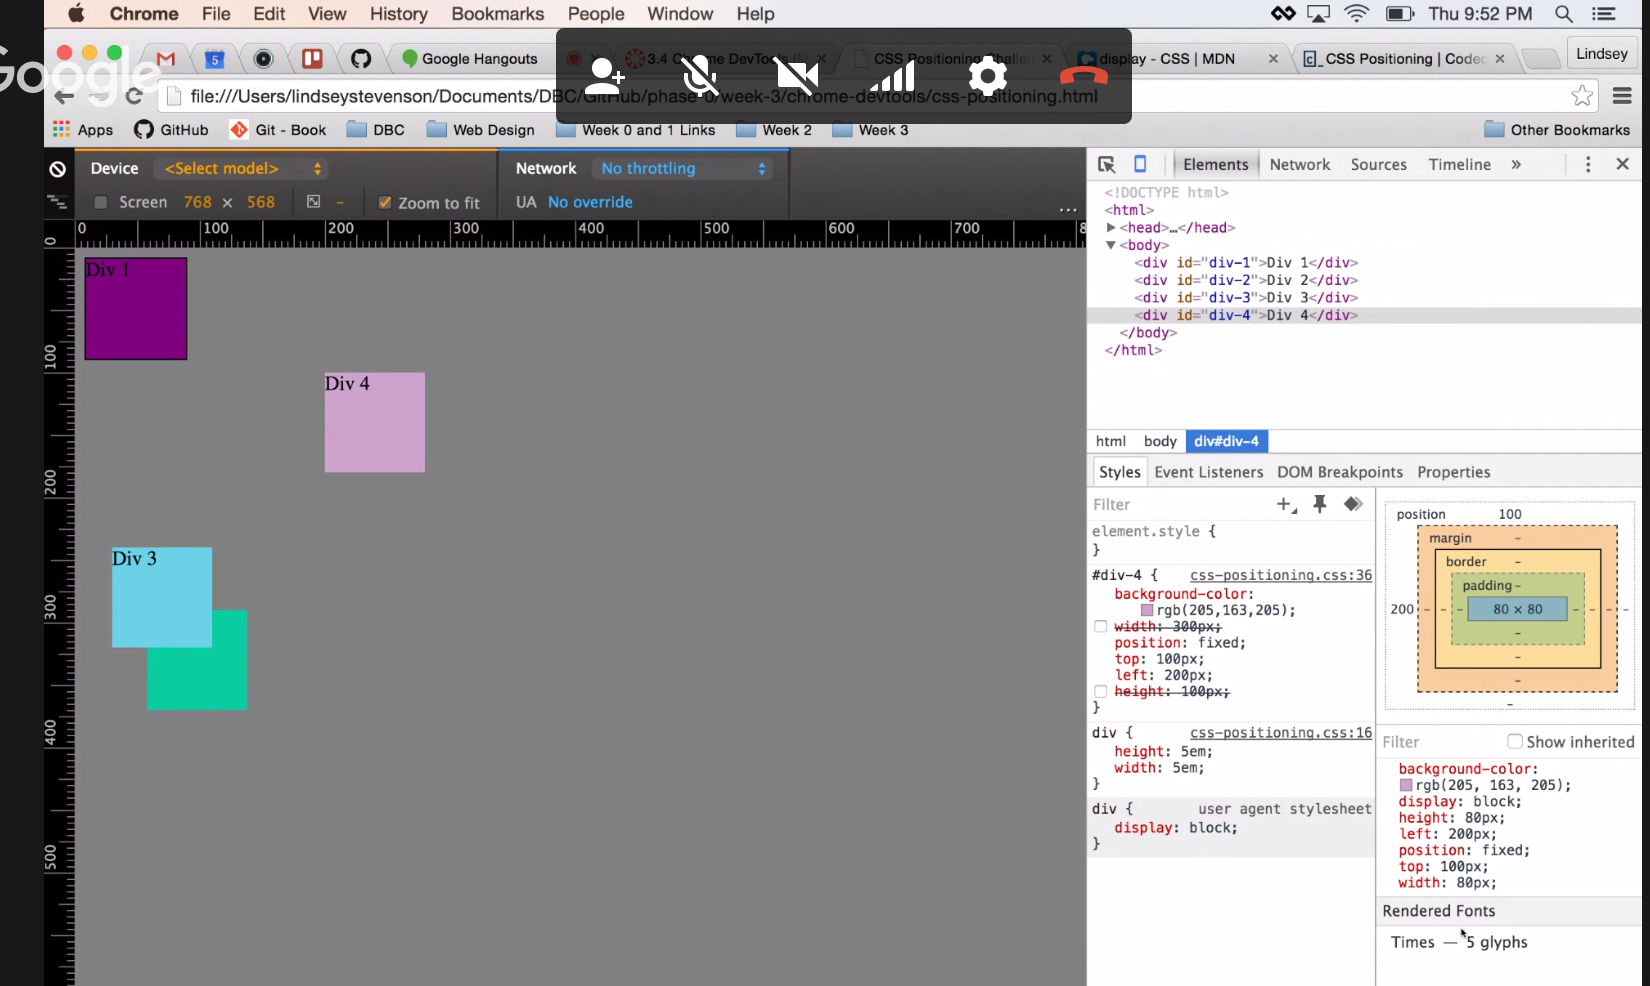 Chrome File Edit View History Bookmarks People Window Help Thu 9:52 PM
Google
5 Google Hangouts 3.4 Chrome DevTools CSS Positioning Challen display - CSS | MDN CSS Positioning | Codec Lindsey
file:///Users/lindseystevenson/Documents/DBC/GitHub/phase-0/week-3/chrome-devtools/css-positioning.html
Apps GitHub Git - Book DBC Web Design Week 0 and 1 Links Week 2 Week 3 Other Bookmarks
Device <Select model> Network No throttling
Screen 768 × 568 – Zoom to fit UA No override …
0 100 200 300 400 500 600 700 8
0
100
200
300
400
500
Div 1
Div 4
Div 3
Elements Network Sources Timeline »
<!DOCTYPE html>
<html>
<head>…</head>
<body>
<div id="div-1">Div 1</div>
<div id="div-2">Div 2</div>
<div id="div-3">Div 3</div>
<div id="div-4">Div 4</div>
</body>
</html>
html body div#div-4
Styles Event Listeners DOM Breakpoints Properties
Filter
element.style {
}
#div-4 { css-positioning.css:36
background-color:
rgb(205,163,205);
width: 300px;
position: fixed;
top: 100px;
left: 200px;
height: 100px;
}
div { css-positioning.css:16
height: 5em;
width: 5em;
}
div { user agent stylesheet
display: block;
}
position 100
margin –
border –
padding –
200 – – – 80 × 80 – – – –
–
–
–
–
Filter Show inherited
background-color:
rgb(205, 163, 205);
display: block;
height: 80px;
left: 200px;
position: fixed;
top: 100px;
width: 80px;
Rendered Fonts
Times — 5 glyphs